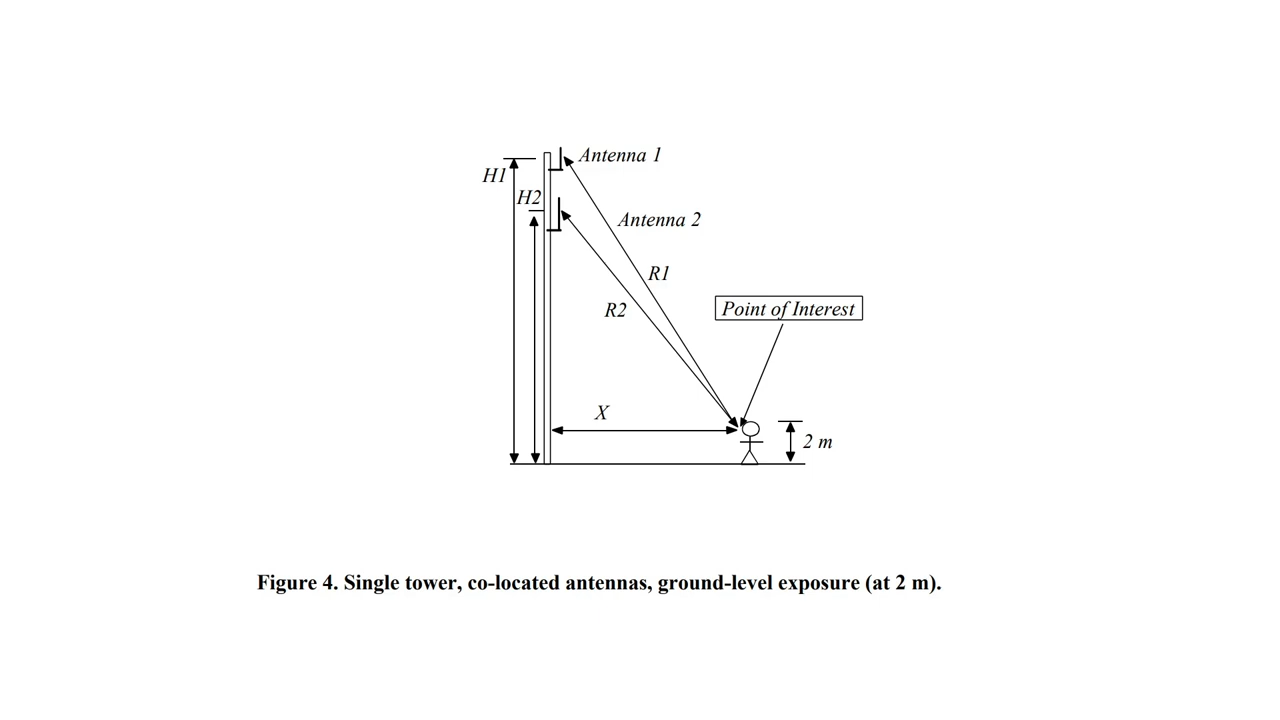 Antenna 1
H1
H2
Antenna 2
R1
R2
Point of Interest
X
2 m
Figure 4. Single tower, co-located antennas, ground-level exposure (at 2 m).